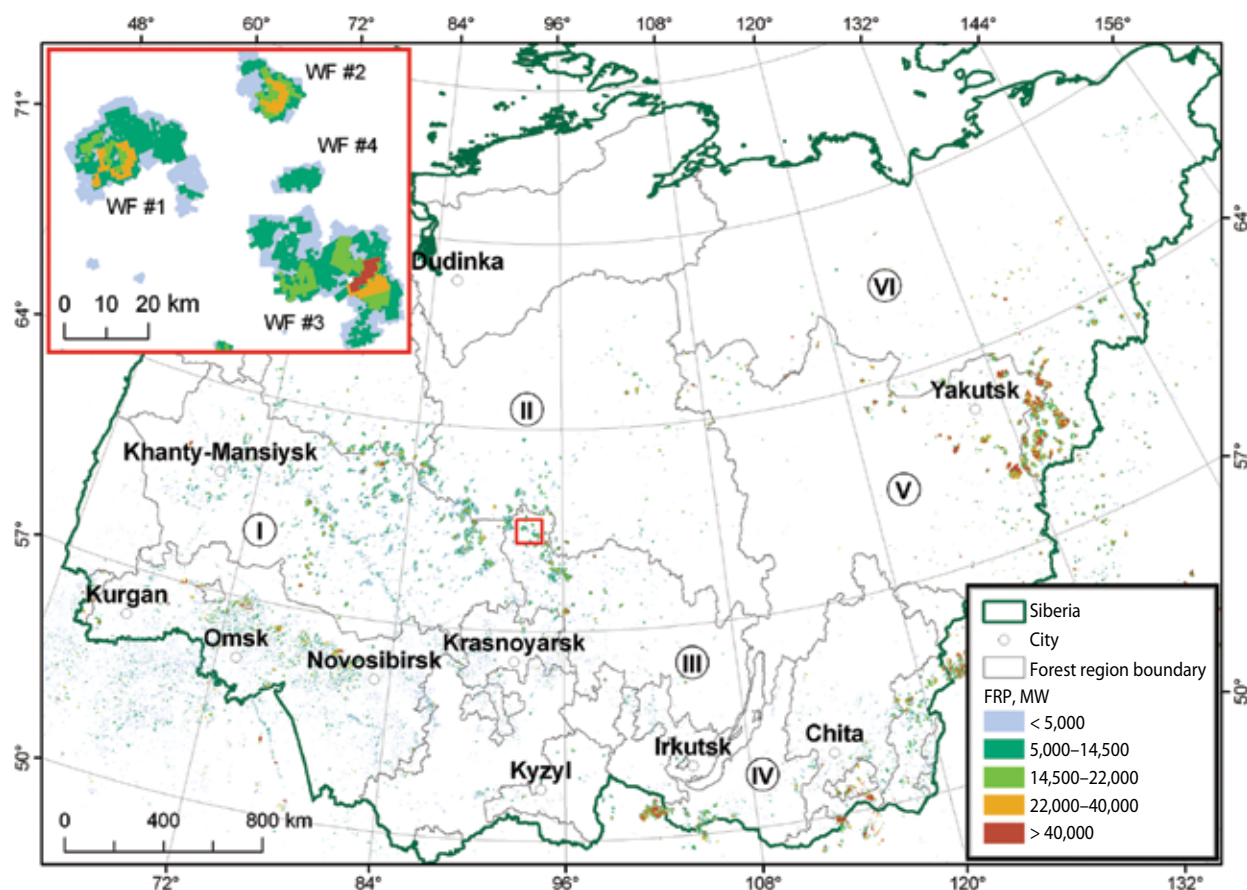 48° 60° 72° 84° 96° 108° 120° 132° 144° 156°
71°
64°
57°
50°
64°
57°
50°
WF #2
WF #4
WF #1
0 10 20 km
WF #3
Dudinka
VI
Yakutsk
II
Khanty-Mansiysk
V
I
Kurgan
Omsk
Krasnoyarsk
Novosibirsk
III
Chita
Irkutsk
IV
Kyzyl
0 400 800 km
Siberia
City
Forest region boundary
FRP, MW
< 5,000
5,000–14,500
14,500–22,000
22,000–40,000
> 40,000
72° 84° 96° 108° 120° 132°